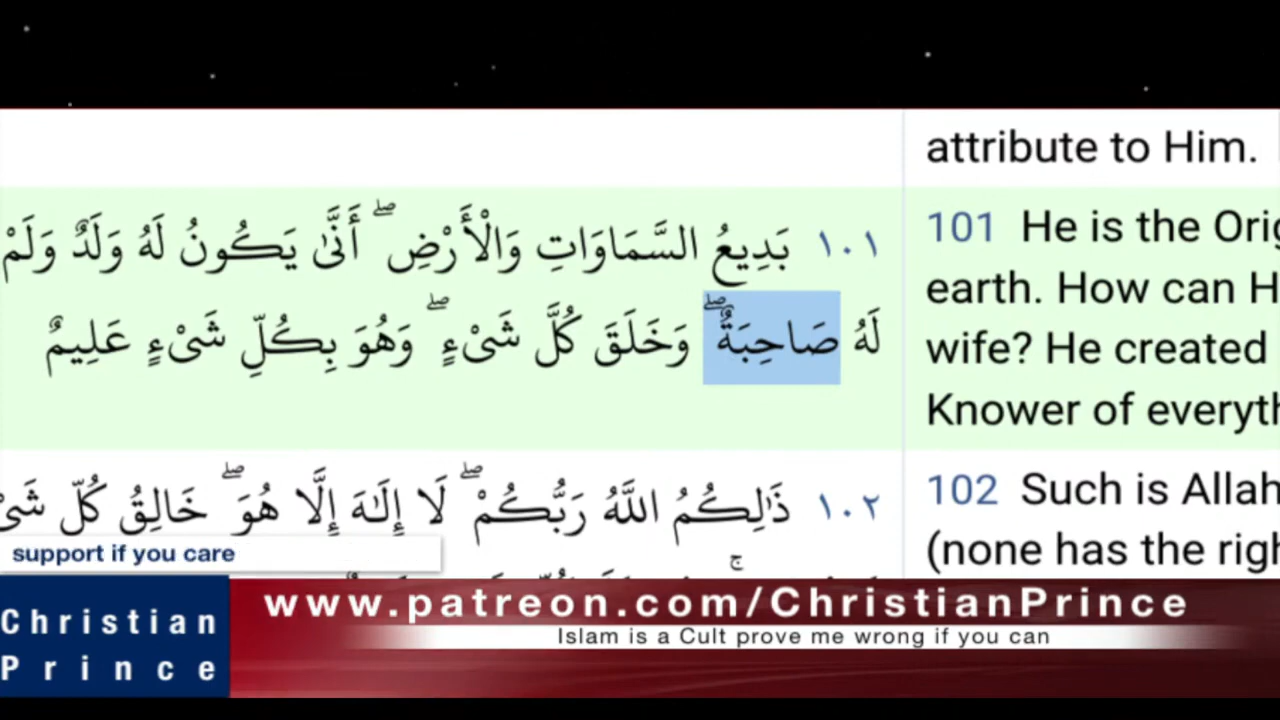 attribute to Him.
١٠١ بَدِيعُ السَّمَاوَاتِ وَالْأَرْضِ ۖ أَنَّىٰ يَكُونُ لَهُ وَلَدٌ وَلَمْ
لَهُ صَاحِبَةٌ ۖ وَخَلَقَ كُلَّ شَيْءٍ ۖ وَهُوَ بِكُلِّ شَيْءٍ عَلِيمٌ
101 He is the Orig
earth. How can H
wife? He created
Knower of everyth
١٠٢ ذَٰلِكُمُ اللَّهُ رَبُّكُمْ ۖ لَا إِلَٰهَ إِلَّا هُوَ ۖ خَالِقُ كُلِّ شَيْ
102 Such is Allah
(none has the righ
support if you care
Christian
Prince
www.patreon.com/ChristianPrince
Islam is a Cult prove me wrong if you can